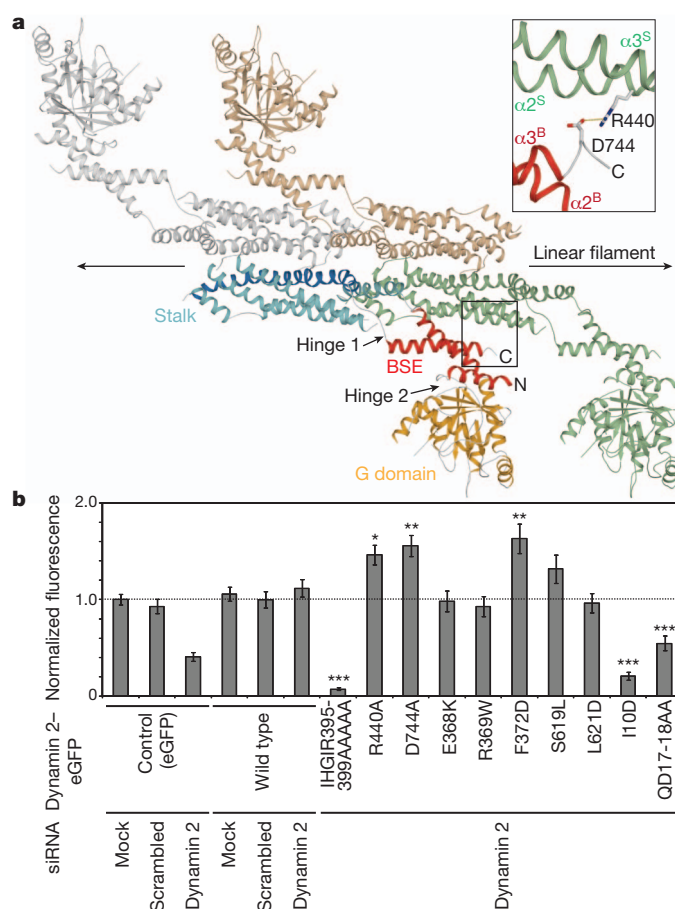 a
α3S
α2S
R440
D744
α3B
C
α2B
Linear filament
Stalk
Hinge 1
BSE
C
N
Hinge 2
G domain
b
Normalized fluorescence
2.0
1.0
0
***
*
**
**
***
***
Dynamin 2–
eGFP
Control
(eGFP)
Wild type
IHGIR395-
399AAAAA
R440A
D744A
E368K
R369W
F372D
S619L
L621D
I10D
QD17-18AA
siRNA
Mock
Scrambled
Dynamin 2
Mock
Scrambled
Dynamin 2
Dynamin 2